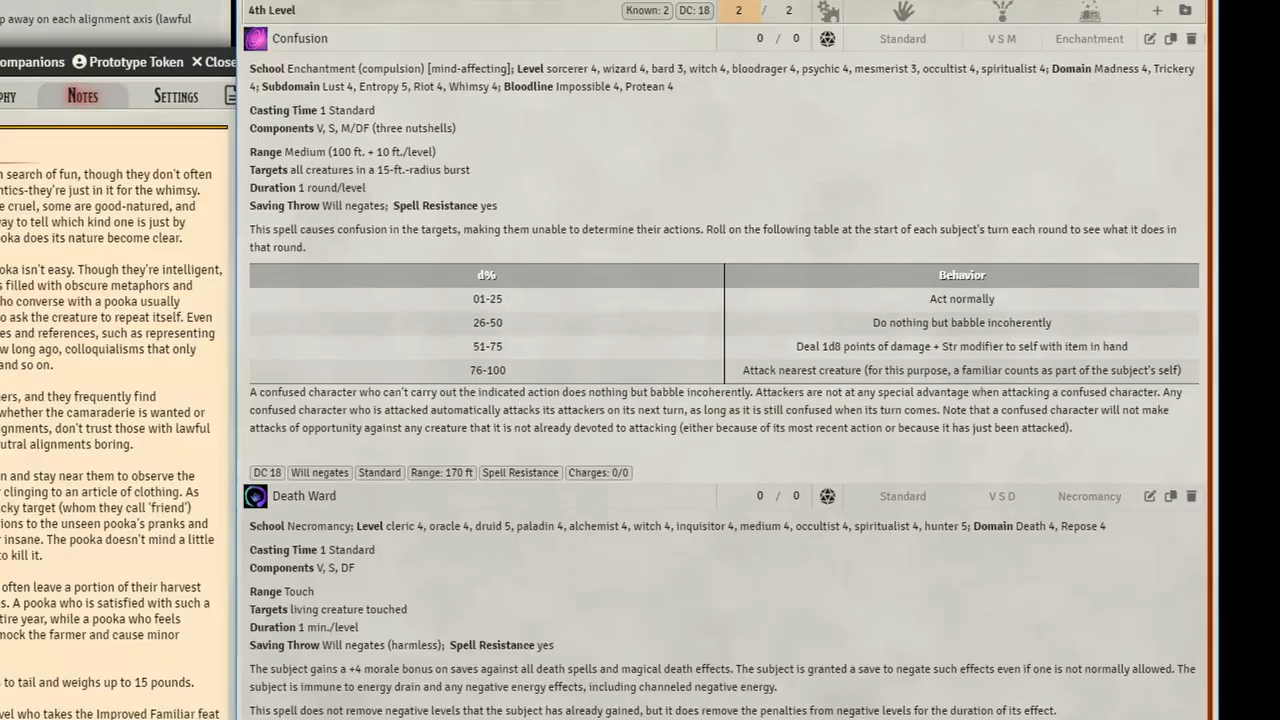 p away on each alignment axis (lawful
ompanions Prototype Token Close
PHY NOTES SETTINGS
n search of fun, though they don't often
ntics-they're just in it for the whimsy.
e cruel, some are good-natured, and
vay to tell which kind one is just by
ooka does its nature become clear.
oka isn't easy. Though they're intelligent,
s filled with obscure metaphors and
ho converse with a pooka usually
o ask the creature to repeat itself. Even
es and references, such as representing
w long ago, colloquialisms that only
and so on.
ers, and they frequently find
whether the camaraderie is wanted or
ignments, don't trust those with lawful
utral alignments boring.
n and stay near them to observe the
r clinging to an article of clothing. As
cky target (whom they call 'friend')
ions to the unseen pooka's pranks and
r insane. The pooka doesn't mind a little
to kill it.
often leave a portion of their harvest
s. A pooka who is satisfied with such a
tire year, while a pooka who feels
mock the farmer and cause minor
s to tail and weighs up to 15 pounds.
vel who takes the Improved Familiar feat
4th Level Known: 2 DC: 18 2 / 2
Confusion 0 / 0 Standard V S M Enchantment
School Enchantment (compulsion) [mind-affecting]; Level sorcerer 4, wizard 4, bard 3, witch 4, bloodrager 4, psychic 4, mesmerist 3, occultist 4, spiritualist 4; Domain Madness 4, Trickery
4; Subdomain Lust 4, Entropy 5, Riot 4, Whimsy 4; Bloodline Impossible 4, Protean 4
Casting Time 1 Standard
Components V, S, M/DF (three nutshells)
Range Medium (100 ft. + 10 ft./level)
Targets all creatures in a 15-ft.-radius burst
Duration 1 round/level
Saving Throw Will negates; Spell Resistance yes
This spell causes confusion in the targets, making them unable to determine their actions. Roll on the following table at the start of each subject's turn each round to see what it does in
that round.
d% Behavior
01-25 Act normally
26-50 Do nothing but babble incoherently
51-75 Deal 1d8 points of damage + Str modifier to self with item in hand
76-100 Attack nearest creature (for this purpose, a familiar counts as part of the subject's self)
A confused character who can't carry out the indicated action does nothing but babble incoherently. Attackers are not at any special advantage when attacking a confused character. Any
confused character who is attacked automatically attacks its attackers on its next turn, as long as it is still confused when its turn comes. Note that a confused character will not make
attacks of opportunity against any creature that it is not already devoted to attacking (either because of its most recent action or because it has just been attacked).
DC 18 Will negates Standard Range: 170 ft Spell Resistance Charges: 0/0
Death Ward 0 / 0 Standard V S D Necromancy
School Necromancy; Level cleric 4, oracle 4, druid 5, paladin 4, alchemist 4, witch 4, inquisitor 4, medium 4, occultist 4, spiritualist 4, hunter 5; Domain Death 4, Repose 4
Casting Time 1 Standard
Components V, S, DF
Range Touch
Targets living creature touched
Duration 1 min./level
Saving Throw Will negates (harmless); Spell Resistance yes
The subject gains a +4 morale bonus on saves against all death spells and magical death effects. The subject is granted a save to negate such effects even if one is not normally allowed. The
subject is immune to energy drain and any negative energy effects, including channeled negative energy.
This spell does not remove negative levels that the subject has already gained, but it does remove the penalties from negative levels for the duration of its effect.